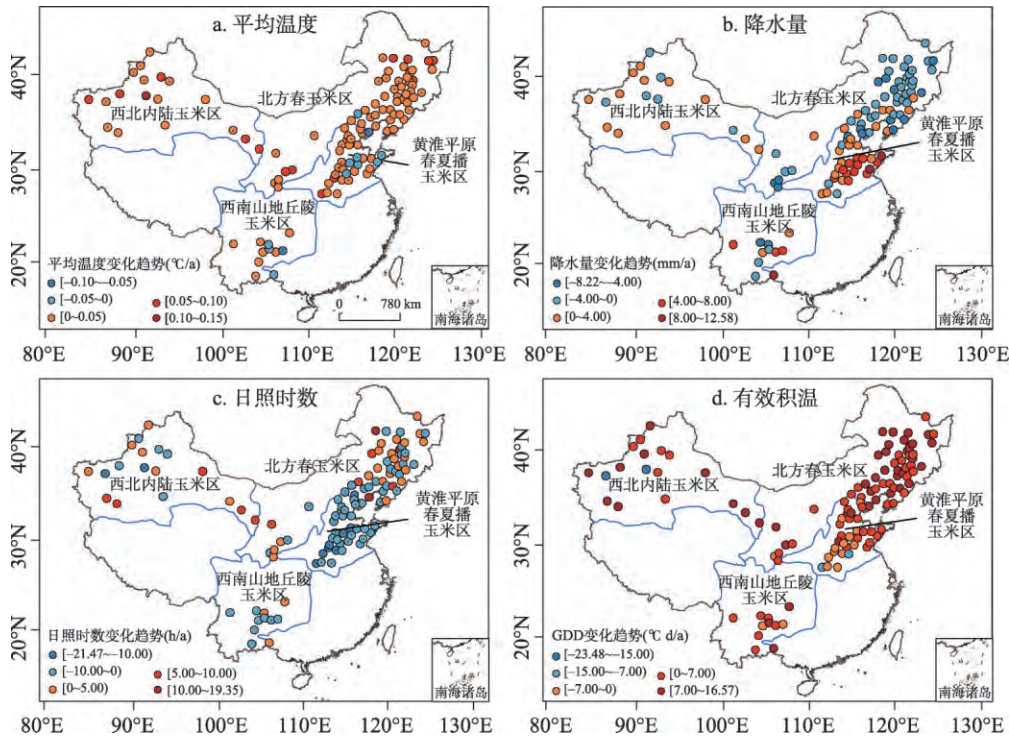 a. 平均温度
40°N
30°N
20°N
西北内陆玉米区
北方春玉米区
黄淮平原
春夏播
玉米区
西南山地丘陵
玉米区
平均温度变化趋势(℃/a)
[-0.10~-0.05)
[-0.05~0)
[0~0.05)
[0.05~0.10)
[0.10~0.15)
0 780 km
南海诸岛
80°E 90°E 100°E 110°E 120°E 130°E
b. 降水量
40°N
30°N
20°N
西北内陆玉米区
北方春玉米区
黄淮平原
春夏播
玉米区
西南山地丘陵
玉米区
降水量变化趋势(mm/a)
[-8.22~-4.00)
[-4.00~0)
[0~4.00)
[4.00~8.00)
[8.00~12.58)
南海诸岛
80°E 90°E 100°E 110°E 120°E 130°E
c. 日照时数
40°N
30°N
20°N
西北内陆玉米区
北方春玉米区
黄淮平原
春夏播
玉米区
西南山地丘陵
玉米区
日照时数变化趋势(h/a)
[-21.47~-10.00)
[-10.00~0)
[0~5.00)
[5.00~10.00)
[10.00~19.35)
南海诸岛
80°E 90°E 100°E 110°E 120°E 130°E
d. 有效积温
40°N
30°N
20°N
西北内陆玉米区
北方春玉米区
黄淮平原
春夏播
玉米区
西南山地丘陵
玉米区
GDD变化趋势(℃ d/a)
[-23.48~-15.00)
[-15.00~-7.00)
[-7.00~0)
[0~7.00)
[7.00~16.57)
南海诸岛
80°E 90°E 100°E 110°E 120°E 130°E